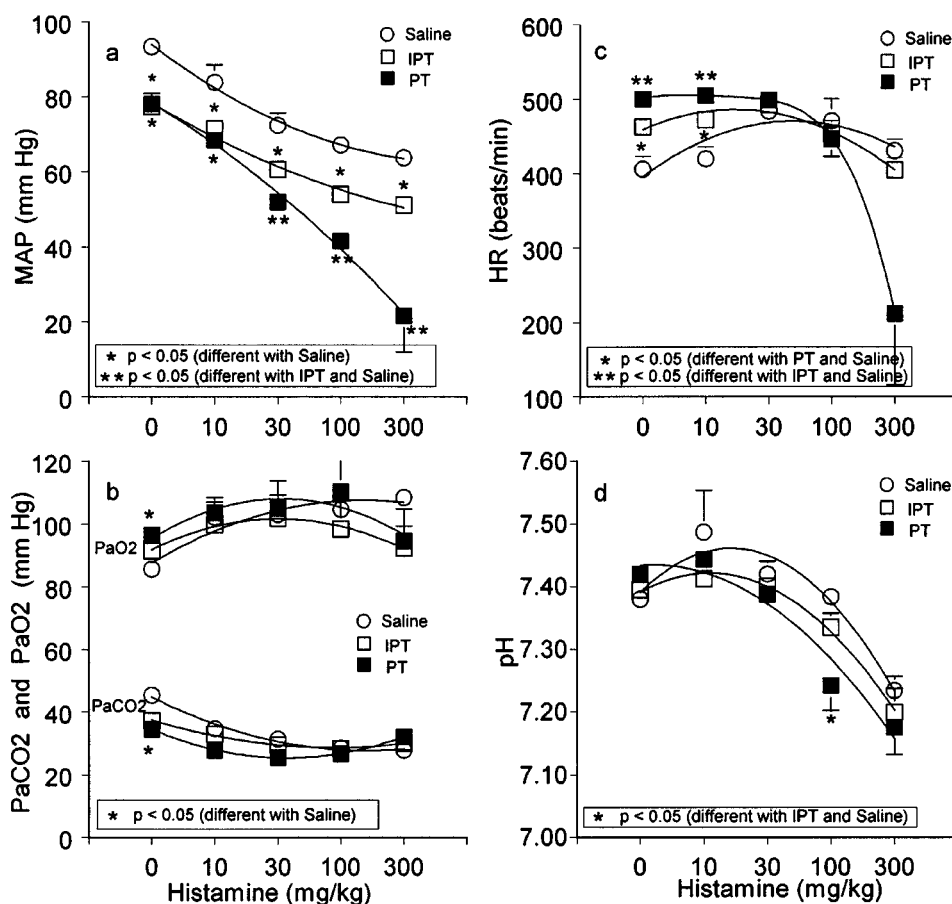 a
MAP (mm Hg)
100
80
60
40
20
0
Saline
IPT
PT
*
*
*
*
*
*
*
**
**
**
* p < 0.05 (different with Saline)
** p < 0.05 (different with IPT and Saline)
0 10 30 100 300
c
HR (beats/min)
600
500
400
300
200
100
Saline
IPT
PT
**
**
*
*
* p < 0.05 (different with PT and Saline)
** p < 0.05 (different with IPT and Saline)
0 10 30 100 300
b
PaCO2 and PaO2 (mm Hg)
120
100
80
60
40
20
0
*
PaO2
Saline
IPT
PT
PaCO2
*
* p < 0.05 (different with Saline)
0 10 30 100 300
Histamine (mg/kg)
d
pH
7.60
7.50
7.40
7.30
7.20
7.10
7.00
Saline
IPT
PT
*
* p < 0.05 (different with IPT and Saline)
0 10 30 100 300
Histamine (mg/kg)